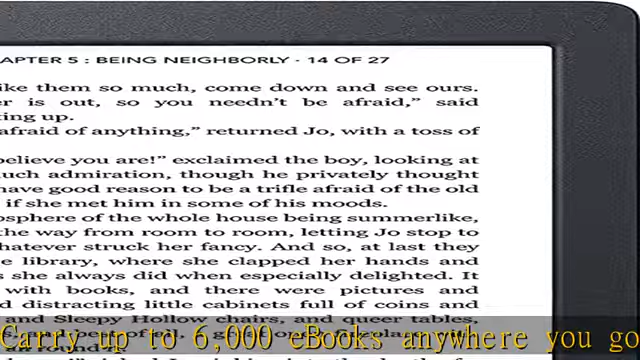 APTER 5 : BEING NEIGHBORLY - 14 OF 27
ike them so much, come down and see ours.
er is out, so you needn't be afraid," said
ting up.
afraid of anything," returned Jo, with a toss of
believe you are!" exclaimed the boy, looking at
uch admiration, though he privately thought
have good reason to be a trifle afraid of the old
if she met him in some of his moods.
osphere of the whole house being summerlike,
the way from room to room, letting Jo stop to
hatever struck her fancy. And so, at last they
e library, where she clapped her hands and
s she always did when especially delighted. It
with books, and there were pictures and
d distracting little cabinets full of coins and
and Sleepy Hollow chairs, and queer tables,
Carry up to 6,000 eBooks anywhere you go